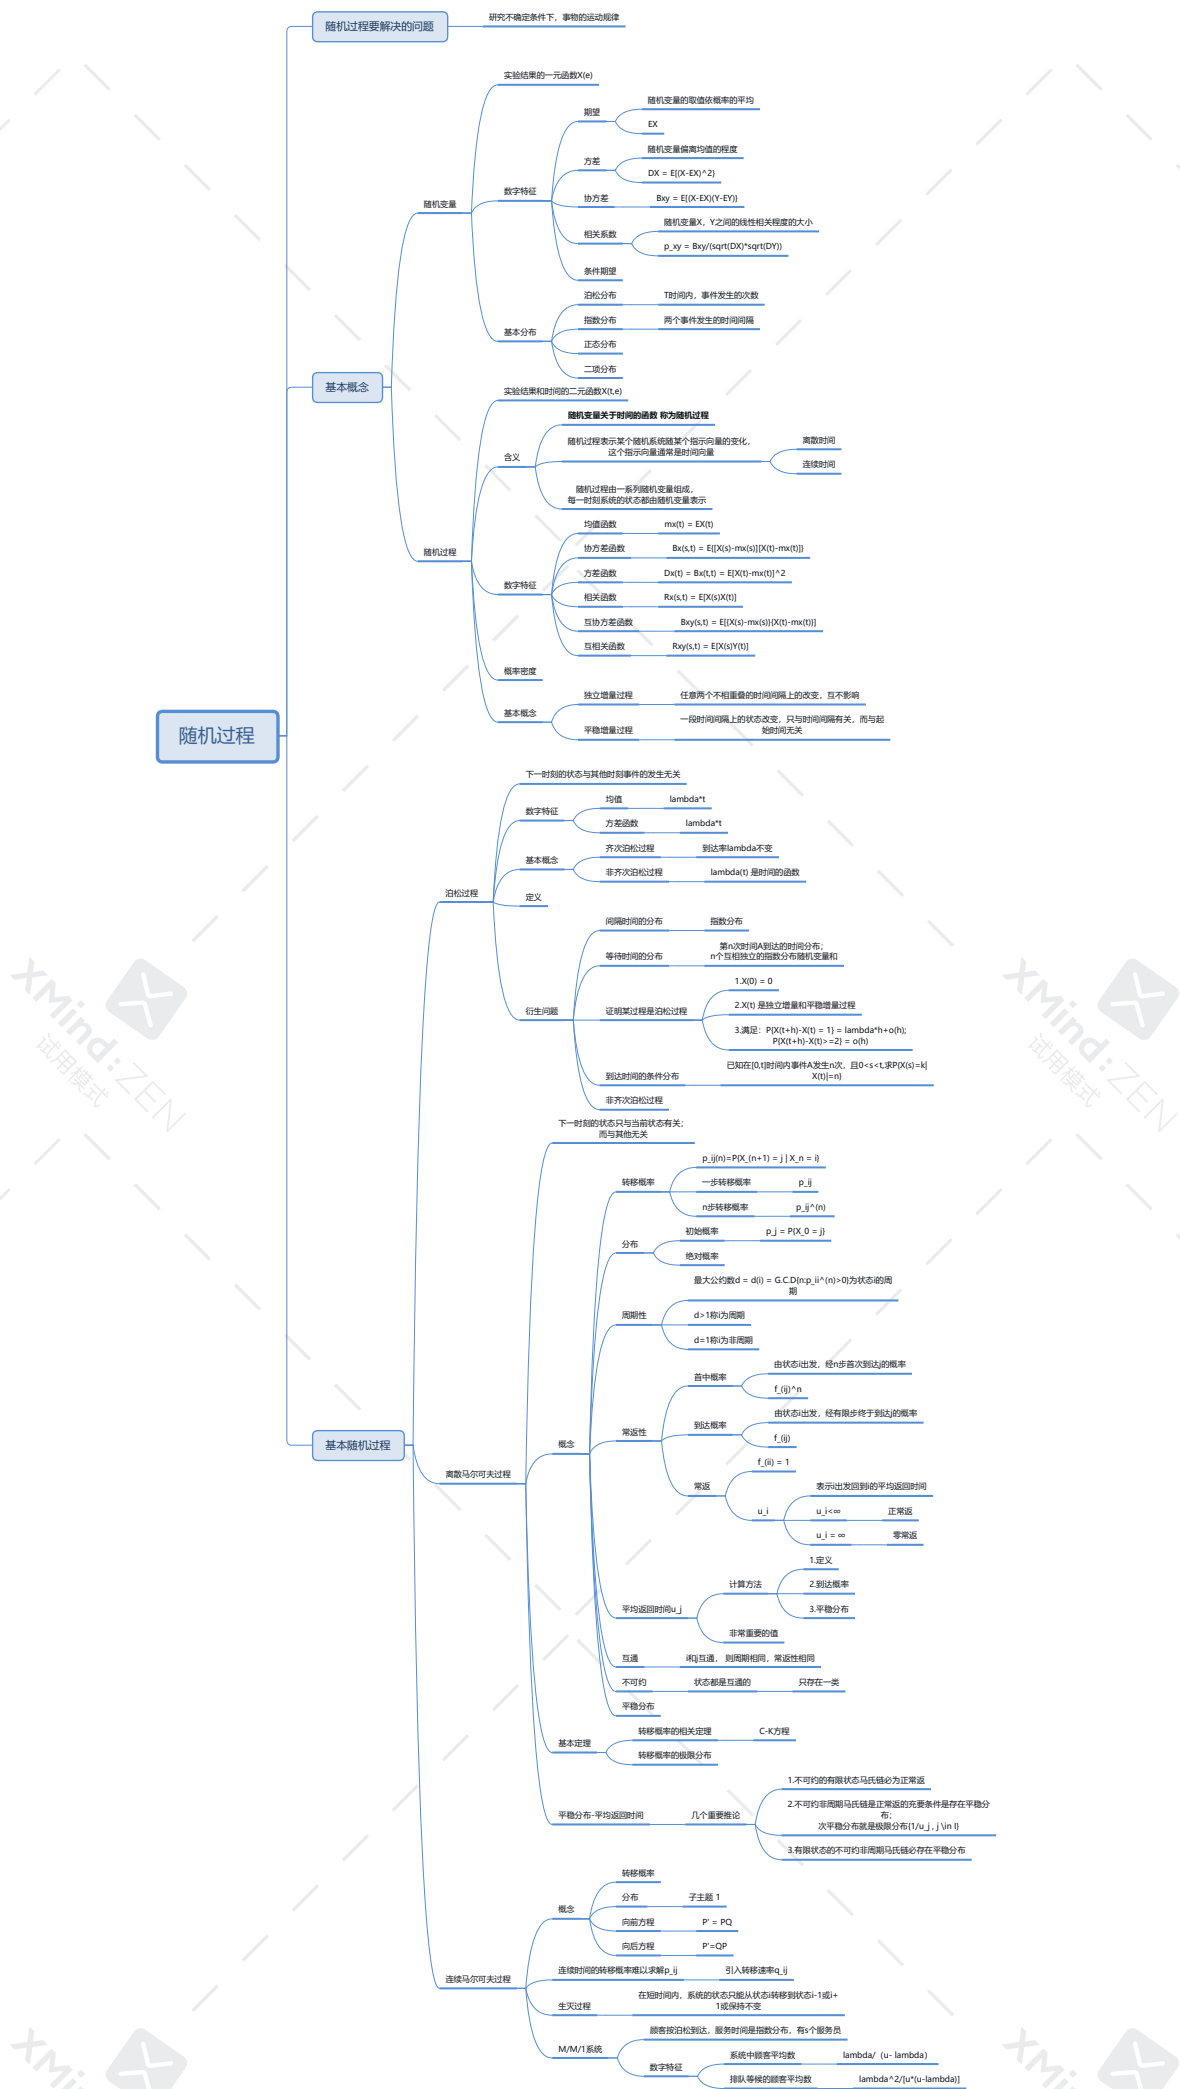 随机过程要解决的问题
研究不确定条件下，事物的运动规律
实验结果的一元函数X(e)
期望
随机变量的取值依概率的平均
EX
方差
随机变量偏离均值的程度
DX = E[(X-EX)^2}
数字特征
协方差
Bxy = E[(X-EX)(Y-EY)}
随机变量
相关系数
随机变量X，Y之间的线性相关程度的大小
p_xy = Bxy/(sqrt(DX)*sqrt(DY))
条件期望
泊松分布
T时间内，事件发生的次数
基本分布
指数分布
两个事件发生的时间间隔
正态分布
二项分布
基本概念
实验结果和时间的二元函数X(t,e)
随机变量关于时间的函数 称为随机过程
含义
随机过程表示某个随机系统随某个指示向量的变化，
这个指示向量通常是时间向量
离散时间
连续时间
随机过程由一系列随机变量组成，
每一时刻系统的状态都由随机变量表示
随机过程
均值函数
mx(t) = EX(t)
协方差函数
Bx(s,t) = E{[X(s)-mx(s)][X(t)-mx(t)]}
数字特征
方差函数
Dx(t) = Bx(t,t) = E[X(t)-mx(t)]^2
相关函数
Rx(s,t) = E[X(s)X(t)]
互协方差函数
Bxy(s,t) = E[{X(s)-mx(s)}{X(t)-mx(t)}]
互相关函数
Rxy(s,t) = E[X(s)Y(t)]
概率密度
基本概念
独立增量过程
任意两个不相重叠的时间间隔上的改变，互不影响
平稳增量过程
一段时间间隔上的状态改变，只与时间间隔有关，而与起
始时间无关
随机过程
下一时刻的状态与其他时刻事件的发生无关
数字特征
均值
lambda*t
方差函数
lambda*t
基本概念
齐次泊松过程
到达率lambda不变
非齐次泊松过程
lambda(t) 是时间的函数
泊松过程
定义
间隔时间的分布
指数分布
等待时间的分布
第n次时间A到达的时间分布；
n个互相独立的指数分布随机变量和
衍生问题
证明某过程是泊松过程
1.X(0) = 0
2.X(t) 是独立增量和平稳增量过程
3.满足：P{X(t+h)-X(t) = 1} = lambda*h+o(h);
P{X(t+h)-X(t)>=2} = o(h)
到达时间的条件分布
已知在[0,t]时间内事件A发生n次，且0<s<t,求P{X(s)=k|
X(t)|=n}
非齐次泊松过程
基本随机过程
离散马尔可夫过程
下一时刻的状态只与当前状态有关；
而与其他无关
概念
转移概率
p_ij(n)=P{X_(n+1) = j | X_n = i}
一步转移概率
p_ij
n步转移概率
p_ij^(n)
分布
初始概率
p_j = P{X_0 = j}
绝对概率
周期性
最大公约数d = d(i) = G.C.D{n:p_ii^(n)>0}为状态i的周
期
d>1称i为周期
d=1称i为非周期
常返性
首中概率
由状态i出发，经n步首次到达j的概率
f_(ij)^n
到达概率
由状态i出发，经有限步终于到达j的概率
f_(ij)
常返
f_(ii) = 1
u_i
表示i出发回到i的平均返回时间
u_i<∞
正常返
u_i = ∞
零常返
平均返回时间u_j
计算方法
1.定义
2.到达概率
3.平稳分布
非常重要的值
互通
i和j互通， 则周期相同，常返性相同
不可约
状态都是互通的
只存在一类
平稳分布
基本定理
转移概率的相关定理
C-K方程
转移概率的极限分布
平稳分布-平均返回时间
几个重要推论
1.不可约的有限状态马氏链必为正常返
2.不可约非周期马氏链是正常返的充要条件是存在平稳分
布；
次平稳分布就是极限分布{1/u_j , j \in I}
3.有限状态的不可约非周期马氏链必存在平稳分布
连续马尔可夫过程
概念
转移概率
分布
子主题 1
向前方程
P' = PQ
向后方程
P'=QP
连续时间的转移概率难以求解p_ij
引入转移速率q_ij
生灭过程
在短时间内，系统的状态只能从状态i转移到状态i-1或i+
1或保持不变
M/M/1系统
顾客按泊松到达，服务时间是指数分布，有s个服务员
数字特征
系统中顾客平均数
lambda/（u- lambda）
排队等候的顾客平均数
lambda^2/[u*(u-lambda)]
XMind:ZEN
试用模式
XMind:ZEN
试用模式